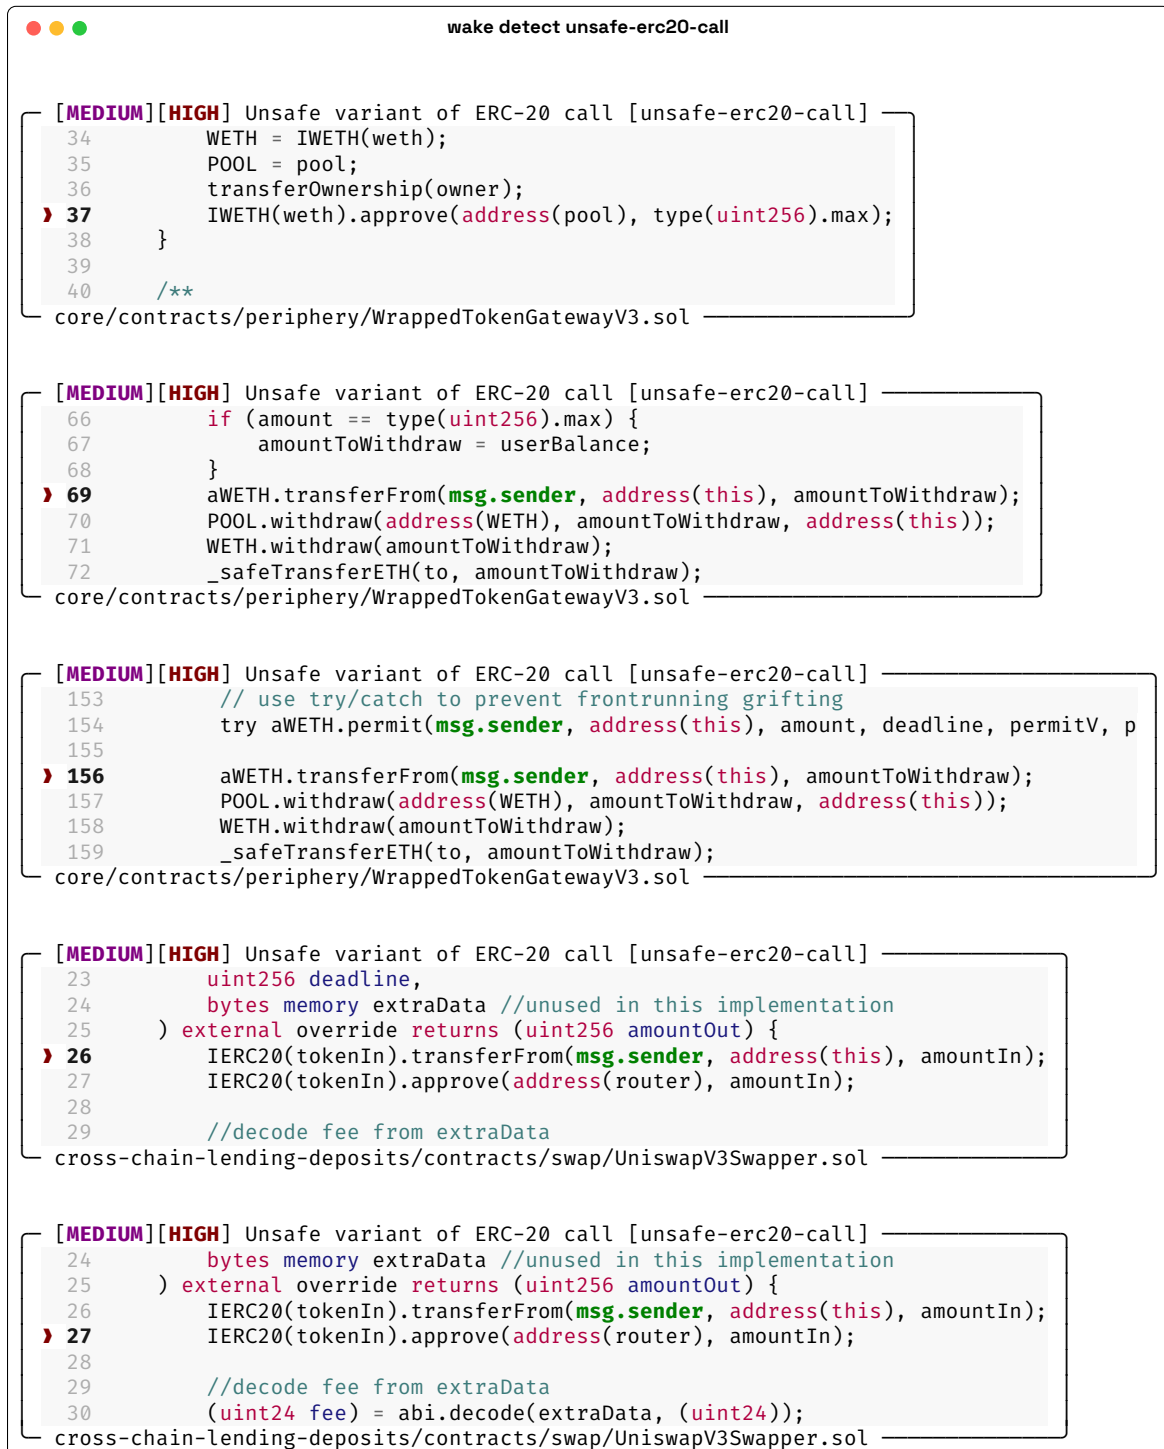 wake detect unsafe-erc20-call
[MEDIUM][HIGH] Unsafe variant of ERC-20 call [unsafe-erc20-call]
34         WETH = IWETH(weth);
35         POOL = pool;
36         transferOwnership(owner);
❱ 37         IWETH(weth).approve(address(pool), type(uint256).max);
38     }
39
40     /**
core/contracts/periphery/WrappedTokenGatewayV3.sol
[MEDIUM][HIGH] Unsafe variant of ERC-20 call [unsafe-erc20-call]
66         if (amount == type(uint256).max) {
67             amountToWithdraw = userBalance;
68         }
❱ 69         aWETH.transferFrom(msg.sender, address(this), amountToWithdraw);
70         POOL.withdraw(address(WETH), amountToWithdraw, address(this));
71         WETH.withdraw(amountToWithdraw);
72         _safeTransferETH(to, amountToWithdraw);
core/contracts/periphery/WrappedTokenGatewayV3.sol
[MEDIUM][HIGH] Unsafe variant of ERC-20 call [unsafe-erc20-call]
153         // use try/catch to prevent frontrunning grifting
154         try aWETH.permit(msg.sender, address(this), amount, deadline, permitV, p
155
❱ 156         aWETH.transferFrom(msg.sender, address(this), amountToWithdraw);
157         POOL.withdraw(address(WETH), amountToWithdraw, address(this));
158         WETH.withdraw(amountToWithdraw);
159         _safeTransferETH(to, amountToWithdraw);
core/contracts/periphery/WrappedTokenGatewayV3.sol
[MEDIUM][HIGH] Unsafe variant of ERC-20 call [unsafe-erc20-call]
23         uint256 deadline,
24         bytes memory extraData //unused in this implementation
25     ) external override returns (uint256 amountOut) {
❱ 26         IERC20(tokenIn).transferFrom(msg.sender, address(this), amountIn);
27         IERC20(tokenIn).approve(address(router), amountIn);
28
29         //decode fee from extraData
cross-chain-lending-deposits/contracts/swap/UniswapV3Swapper.sol
[MEDIUM][HIGH] Unsafe variant of ERC-20 call [unsafe-erc20-call]
24         bytes memory extraData //unused in this implementation
25     ) external override returns (uint256 amountOut) {
26         IERC20(tokenIn).transferFrom(msg.sender, address(this), amountIn);
❱ 27         IERC20(tokenIn).approve(address(router), amountIn);
28
29         //decode fee from extraData
30         (uint24 fee) = abi.decode(extraData, (uint24));
cross-chain-lending-deposits/contracts/swap/UniswapV3Swapper.sol